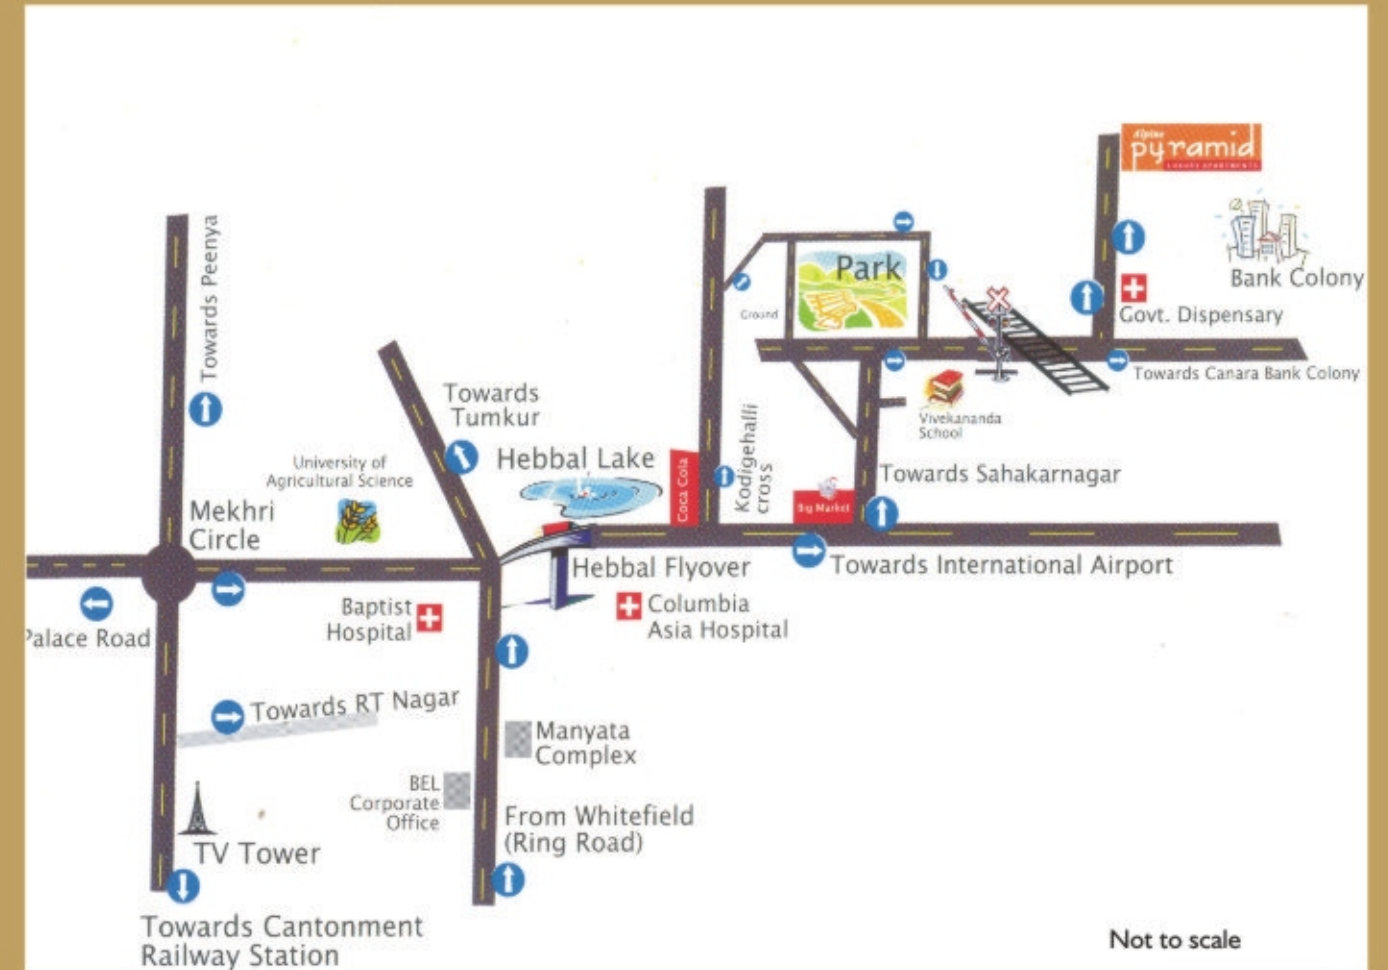 Alpine
pyramid
LUXURY APARTMENTS
Towards Peenya
Park
Bank Colony
Ground
Govt. Dispensary
Towards Canara Bank Colony
Towards
Tumkur
Vivekananda
School
Kodigehalli
cross
University of
Agricultural Science
Hebbal Lake
Coca Cola
Towards Sahakarnagar
Big Market
Mekhri
Circle
Hebbal Flyover
Towards International Airport
Baptist
Hospital
Columbia
Asia Hospital
Palace Road
Towards RT Nagar
Manyata
Complex
BEL
Corporate
Office
From Whitefield
(Ring Road)
TV Tower
Towards Cantonment
Railway Station
Not to scale